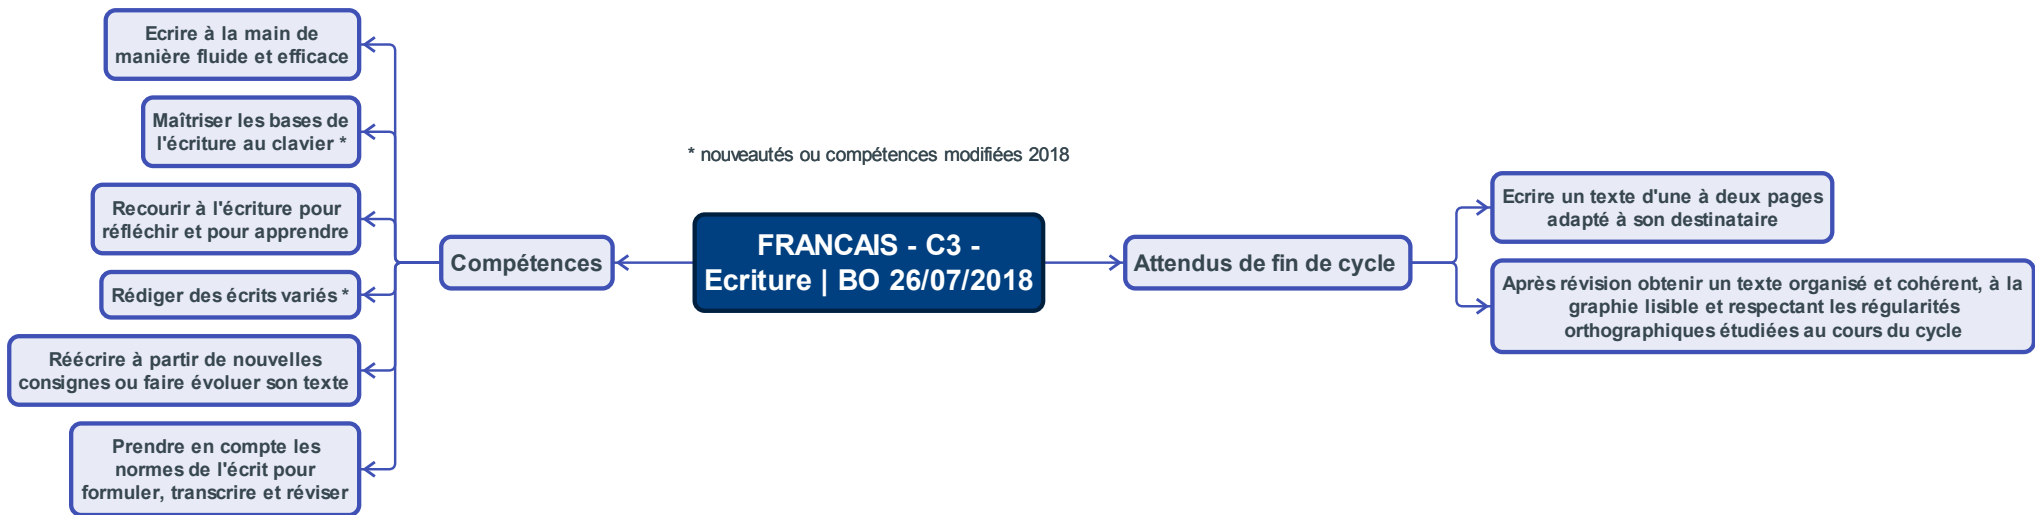 Ecrire à la main de
manière fluide et efficace
Maîtriser les bases de
l'écriture au clavier *
Recourir à l'écriture pour
réfléchir et pour apprendre
Rédiger des écrits variés *
Réécrire à partir de nouvelles
consignes ou faire évoluer son texte
Prendre en compte les
normes de l'écrit pour
formuler, transcrire et réviser
Compétences
* nouveautés ou compétences modifiées 2018
FRANCAIS - C3 -
Ecriture | BO 26/07/2018
Attendus de fin de cycle
Ecrire un texte d'une à deux pages
adapté à son destinataire
Après révision obtenir un texte organisé et cohérent, à la
graphie lisible et respectant les régularités
orthographiques étudiées au cours du cycle